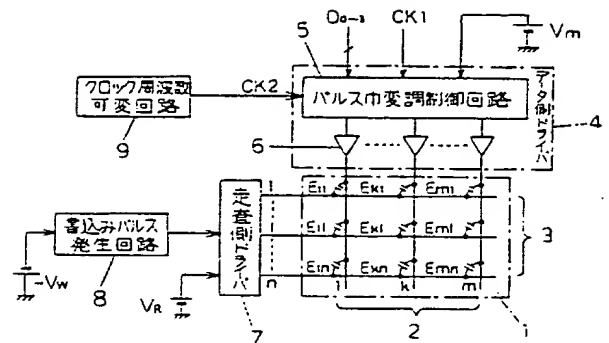 D₀₋₃ CK1
5 Vm
クロック周波数
可変回路
CK2
パルス巾変調制御回路
データ側ドライバ
4
9
6
1
E11 Ek1 Em1
書込みパルス
発生回路
走査側ドライバ
Ei1 Ek1 Em1
3
-Vw
8
VR
n
Ein Ekn Emn
1 k m
7
2
1